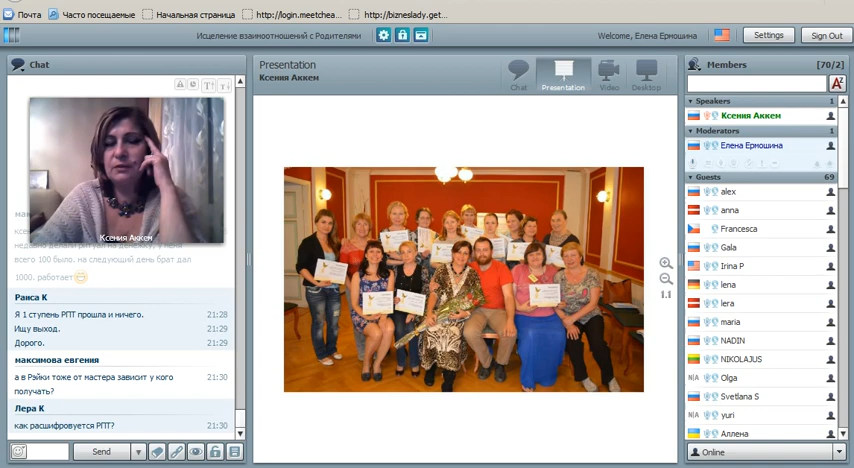 Почта
Часто посещаемые
Начальная страница
http://login.meetchea...
http://bizneslady.get...
Исцеление взаимоотношений с Родителями
Welcome, Елена Ермошина
Settings
Sign Out
Chat
T↑
T↓
Ксения Аккем
всего 100 было, на следующий день брат дал
1000. работает
Раиса К
Я 1 ступень РПТ прошла и ничего. 21:28
Ищу выход. 21:29
Дорого. 21:29
максимова евгения
а в Рэйки тоже от мастера зависит у кого 21:30
получать?
Лера К
как расшифровуется РПТ? 21:30
Send
Presentation
Ксения Аккем
Chat
Presentation
Video
Desktop
1.1
Members [70/2]
AZ
Speakers 1
Ксения Аккем
Moderators 1
Елена Ермошина
Guests 69
alex
anna
Francesca
Gala
Irina P
lena
lera
maria
NADIN
NIKOLAJUS
N/A Olga
Svetlana S
N/A yuri
Аллена
Online